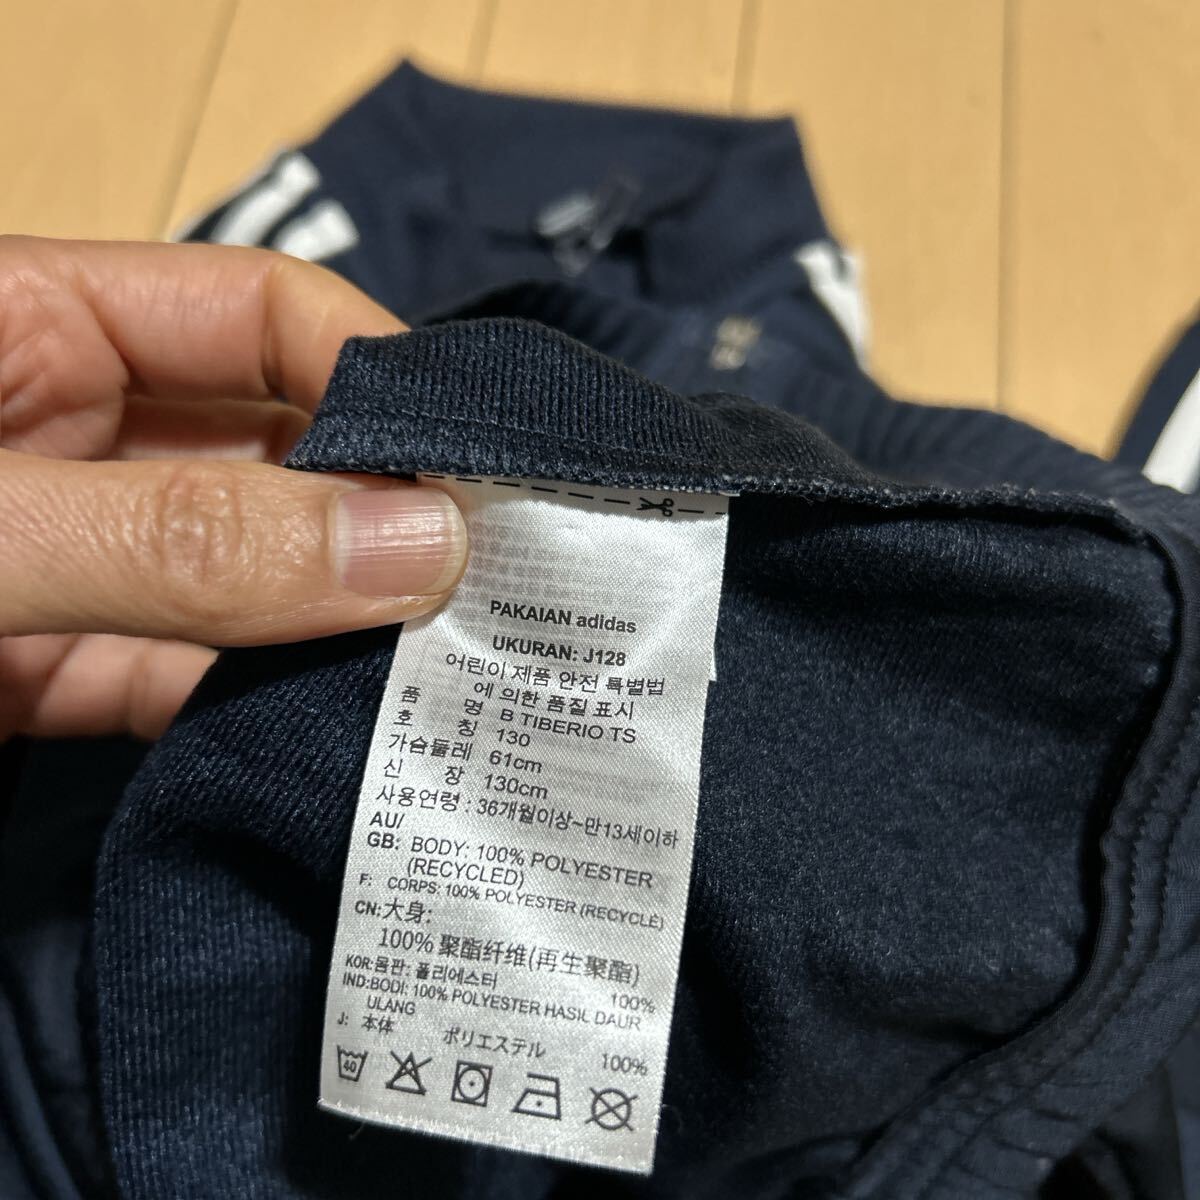 PAKAIAN adidas
UKURAN: J128
어린이 제품 안전 특별법
에 의한 품질 표시
품 명 B TIBERIO TS
호 칭 130
가슴둘레 61cm
신 장 130cm
사용연령 : 36개월이상~만13세이하
AU/
GB: BODY: 100% POLYESTER
(RECYCLED)
F: CORPS: 100% POLYESTER (RECYCLÉ)
CN:大身:
100% 聚酯纤维(再生聚酯)
KOR:몸판: 폴리에스터 100%
IND:BODI: 100% POLYESTER HASIL DAUR
ULANG
J: 本体 ポリエステル 100%
40